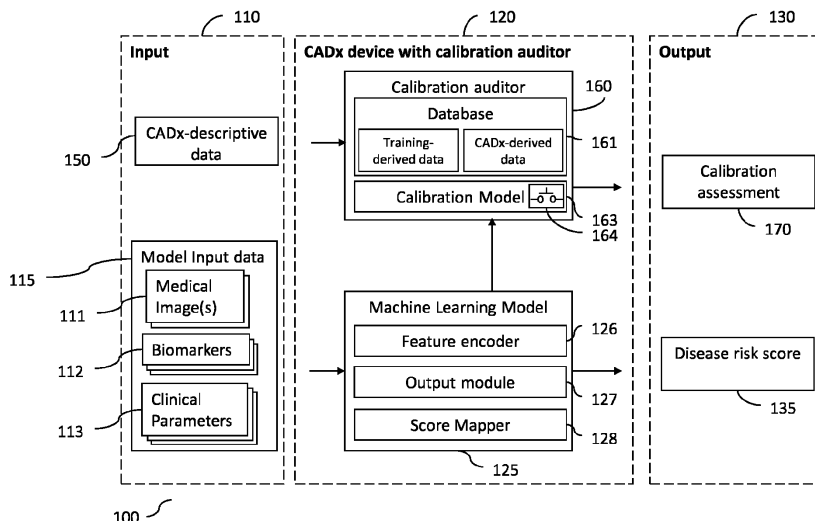 110
120
130
Input
CADx device with calibration auditor
Output
Calibration auditor
160
Database
150
CADx-descriptive
data
Training-
derived data
CADx-derived
data
161
Calibration Model
163
164
Calibration
assessment
170
115
Model Input data
111
Medical
Image(s)
112
Biomarkers
113
Clinical
Parameters
Machine Learning Model
Feature encoder
126
Output module
127
Score Mapper
128
125
Disease risk score
135
100